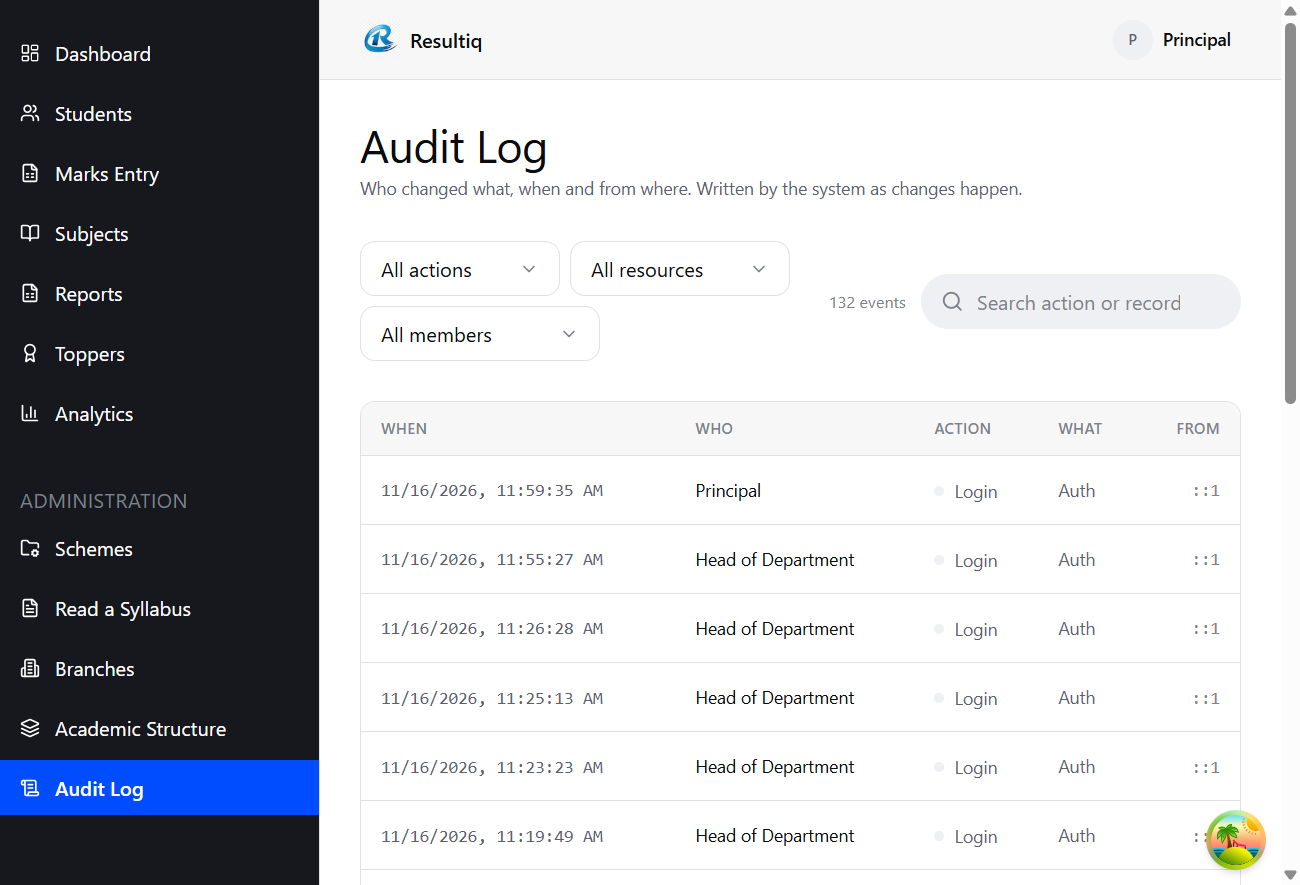 Dashboard
Students
Marks Entry
Subjects
Reports
Toppers
Analytics
ADMINISTRATION
Schemes
Read a Syllabus
Branches
Academic Structure
Audit Log
Resultiq
P Principal
Audit Log
Who changed what, when and from where. Written by the system as changes happen.
All actions
All resources
All members
132 events
Search action or record
WHEN WHO ACTION WHAT FROM
11/16/2026, 11:59:35 AM Principal Login Auth ::1
11/16/2026, 11:55:27 AM Head of Department Login Auth ::1
11/16/2026, 11:26:28 AM Head of Department Login Auth ::1
11/16/2026, 11:25:13 AM Head of Department Login Auth ::1
11/16/2026, 11:23:23 AM Head of Department Login Auth ::1
11/16/2026, 11:19:49 AM Head of Department Login Auth